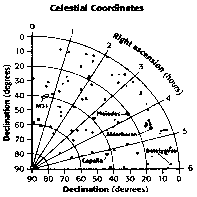 Celestial Coordinates
0
10
20
30
40
50
60
70
80
90
Declination (degrees)
0
1
2
3
4
5
6
Right ascension (hours)
M31
Pleiades
Aldebaran
Betelgeuse
Capella
90 80 70 60 50 40 30 20 10 0
Declination (degrees)